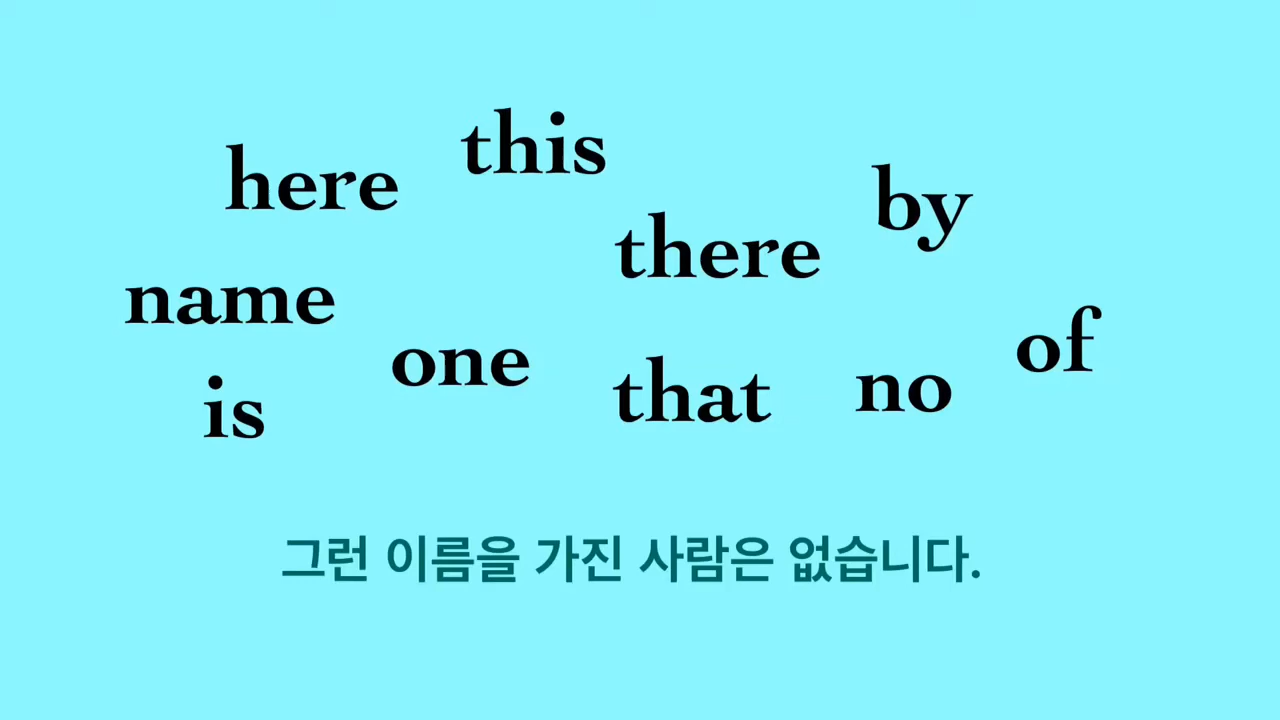 here
this
there
by
name
one
that
no
of
is
그런 이름을 가진 사람은 없습니다.